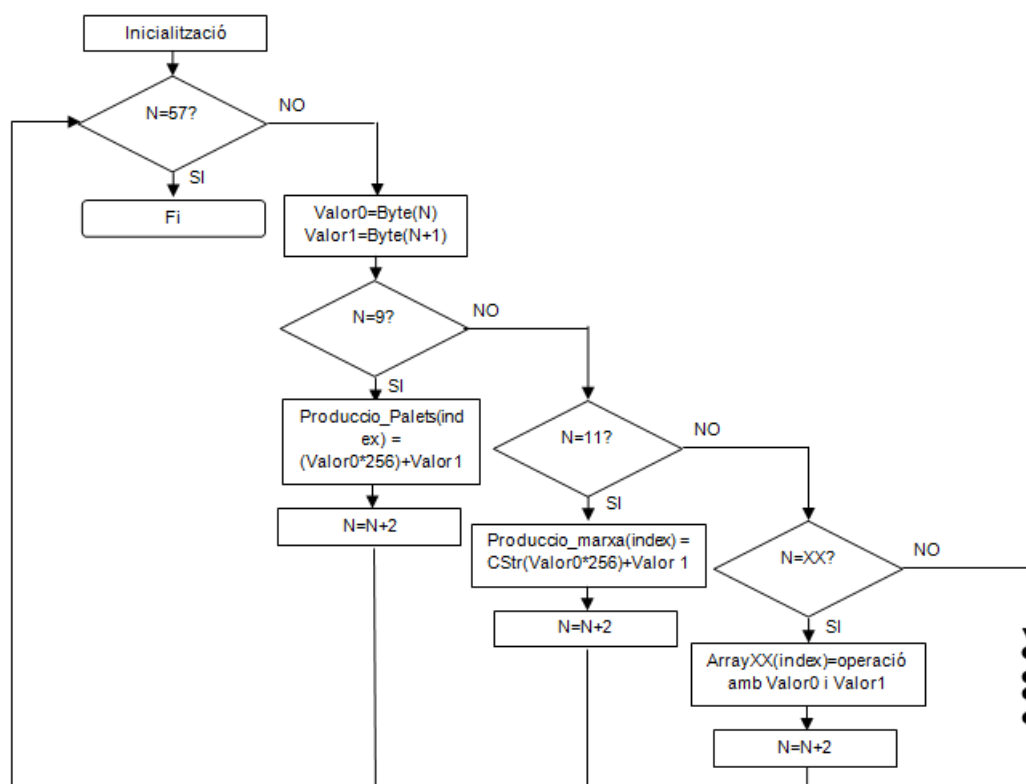 Inicialització
N=57?
NO
SI
Fi
Valor0=Byte(N)
Valor1=Byte(N+1)
N=9?
NO
SI
Produccio_Palets(ind
ex) =
(Valor0*256)+Valor1
N=N+2
N=11?
NO
SI
Produccio_marxa(index) =
CStr(Valor0*256)+Valor 1
N=N+2
N=XX?
NO
SI
ArrayXX(index)=operació
amb Valor0 i Valor1
N=N+2